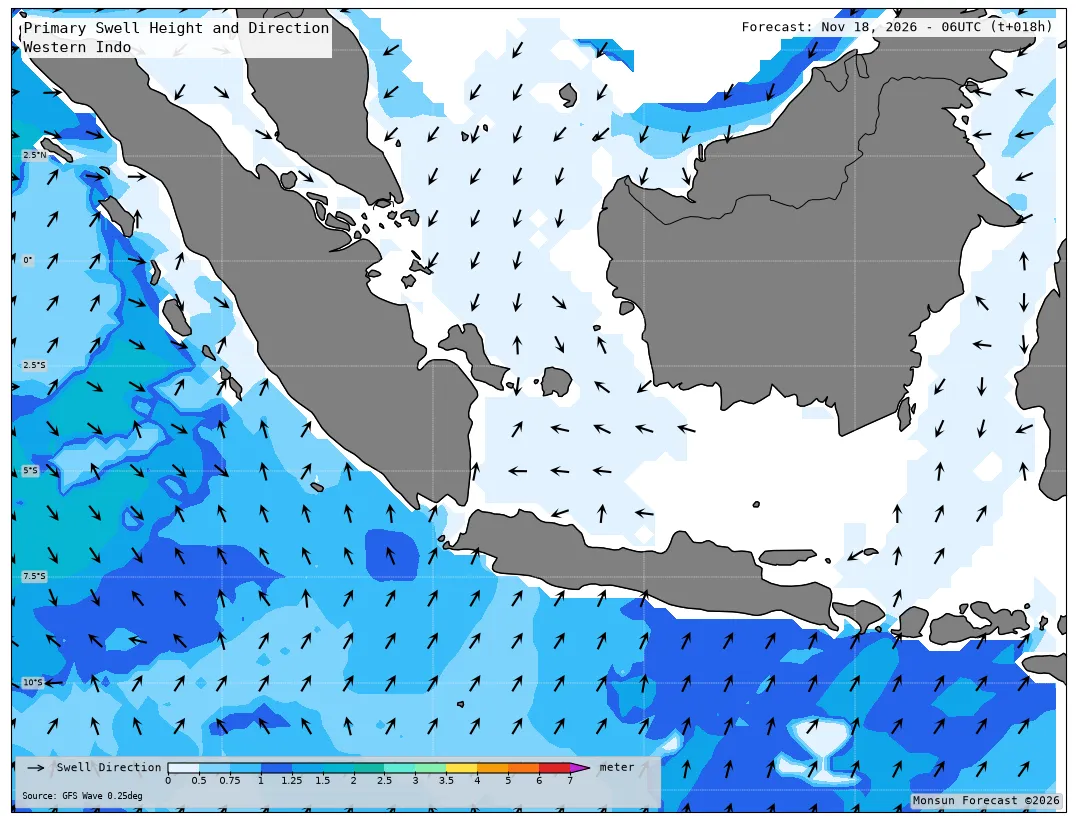 Primary Swell Height and Direction
Western Indo
Forecast: Nov 18, 2026 - 06UTC (t+018h)
2.5°N
0°
2.5°S
5°S
7.5°S
10°S
Swell Direction
0 0.5 0.75 1 1.25 1.5 2 2.5 3 3.5 4 5 6 7
meter
Source: GFS Wave 0.25deg
Monsun Forecast ©2026